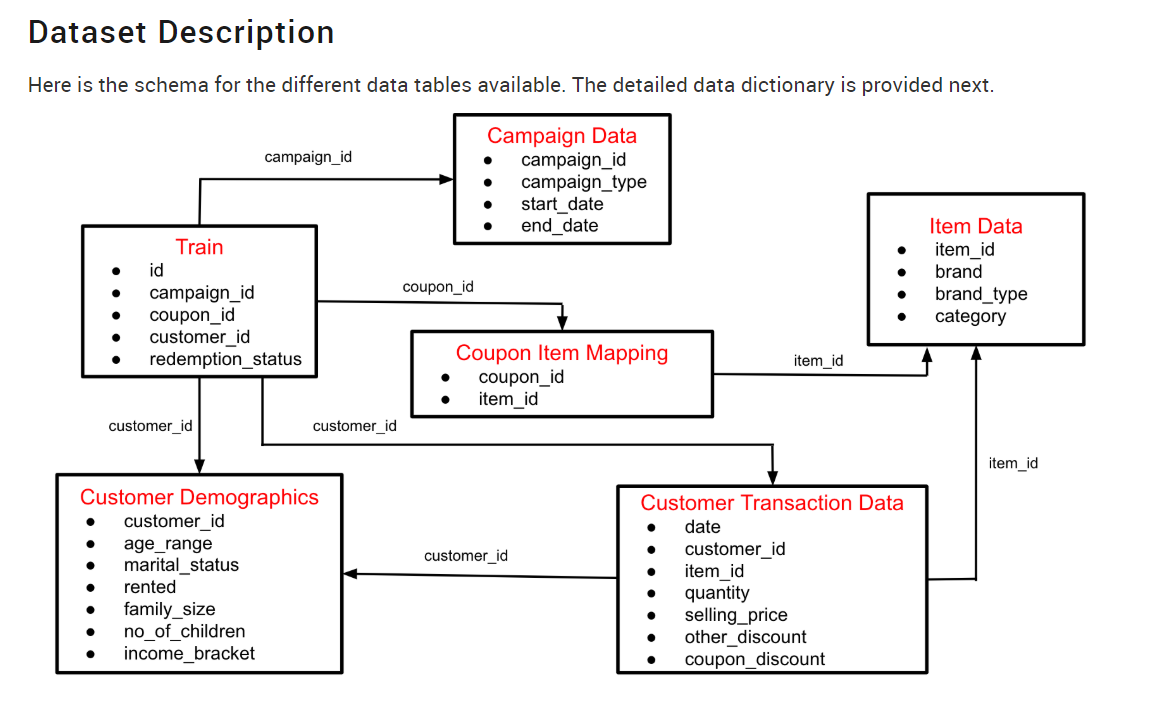 Dataset Description
Here is the schema for the different data tables available. The detailed data dictionary is provided next.
campaign_id
Campaign Data
campaign_id
campaign_type
start_date
end_date
Train
id
campaign_id
coupon_id
customer_id
redemption_status
coupon_id
Coupon Item Mapping
coupon_id
item_id
item_id
Item Data
item_id
brand
brand_type
category
customer_id
customer_id
item_id
Customer Demographics
customer_id
age_range
marital_status
rented
family_size
no_of_children
income_bracket
customer_id
Customer Transaction Data
date
customer_id
item_id
quantity
selling_price
other_discount
coupon_discount